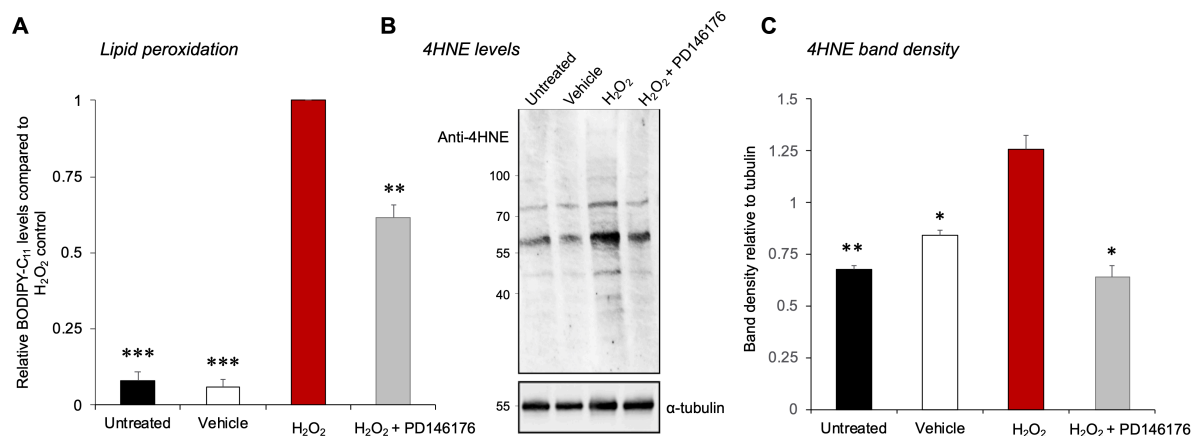 A
Lipid peroxidation
Relative BODIPY-C₁₁ levels compared to
H₂O₂ control
1
0.75
0.5
0.25
0
***
***
**
Untreated
Vehicle
H₂O₂
H₂O₂ + PD146176
B
4HNE levels
Untreated
Vehicle
H₂O₂
H₂O₂ + PD146176
Anti-4HNE
100
70
55
40
55
α-tubulin
C
4HNE band density
Band density relative to tubulin
1.5
1.25
1
0.75
0.5
0.25
0
**
*
*
Untreated
Vehicle
H₂O₂
H₂O₂ + PD146176